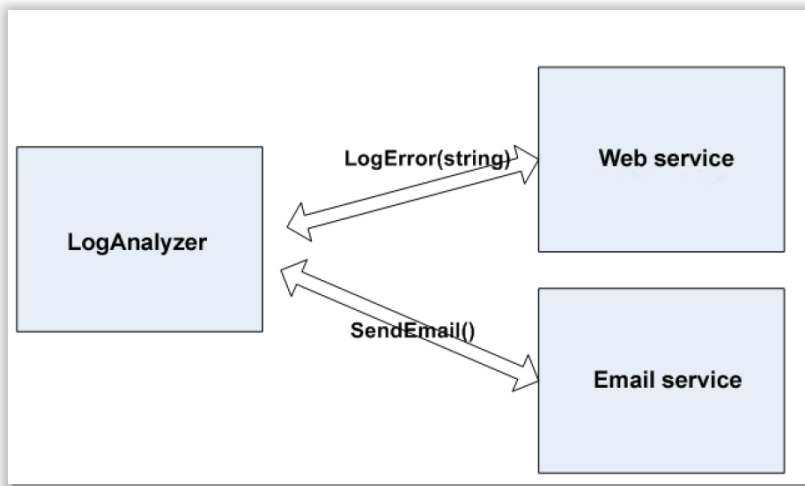 LogError(string)
Web service
LogAnalyzer
SendEmail()
Email service